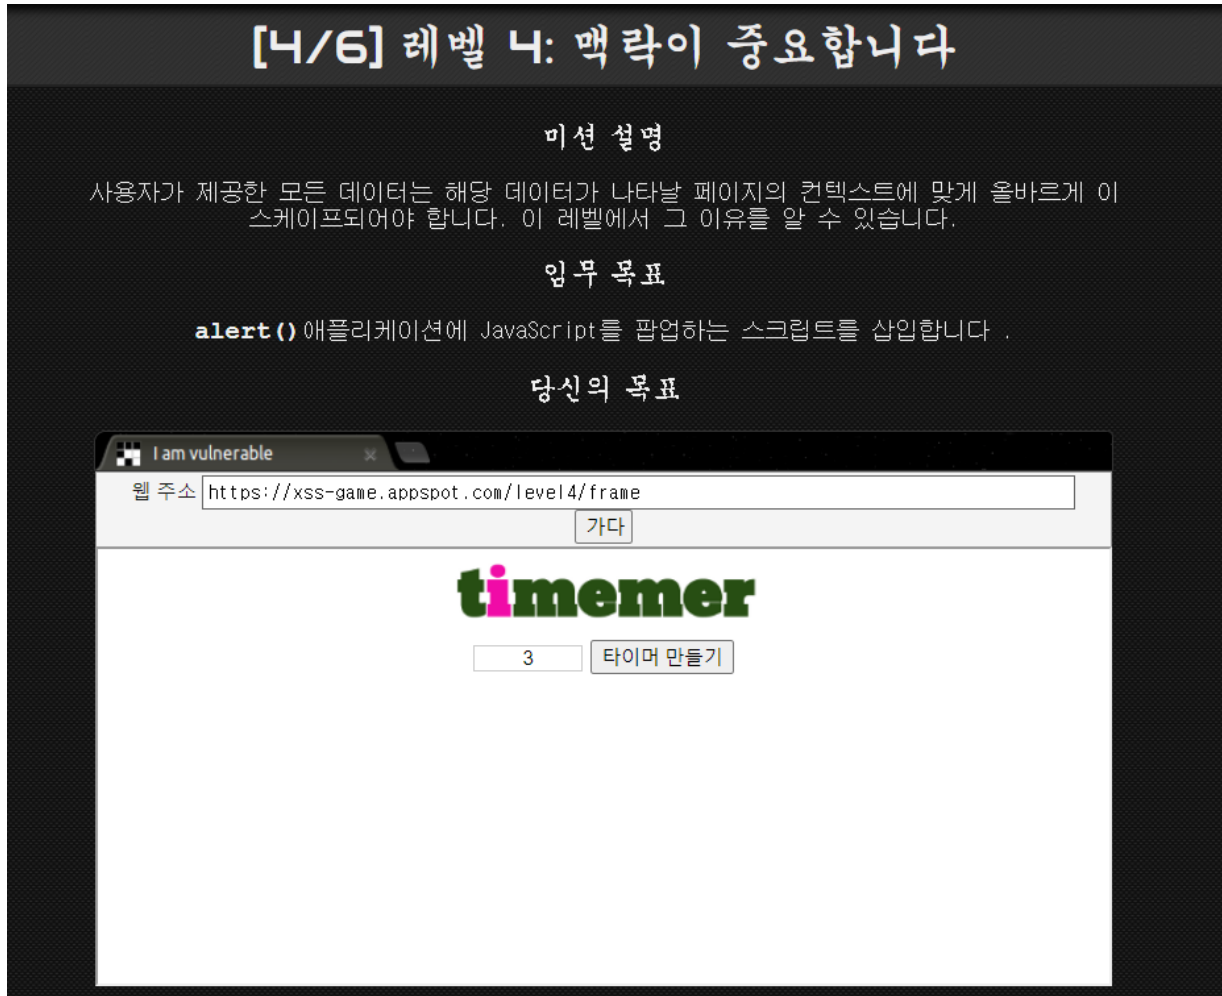 [4/6] 레벨 4: 맥락이 중요합니다
미션 설명
사용자가 제공한 모든 데이터는 해당 데이터가 나타날 페이지의 컨텍스트에 맞게 올바르게 이
스케이프되어야 합니다. 이 레벨에서 그 이유를 알 수 있습니다.
임무 목표
alert()애플리케이션에 JavaScript를 팝업하는 스크립트를 삽입합니다 .
당신의 목표
I am vulnerable
웹 주소 https://xss-game.appspot.com/level4/frame
가다
timemer
3 타이머 만들기